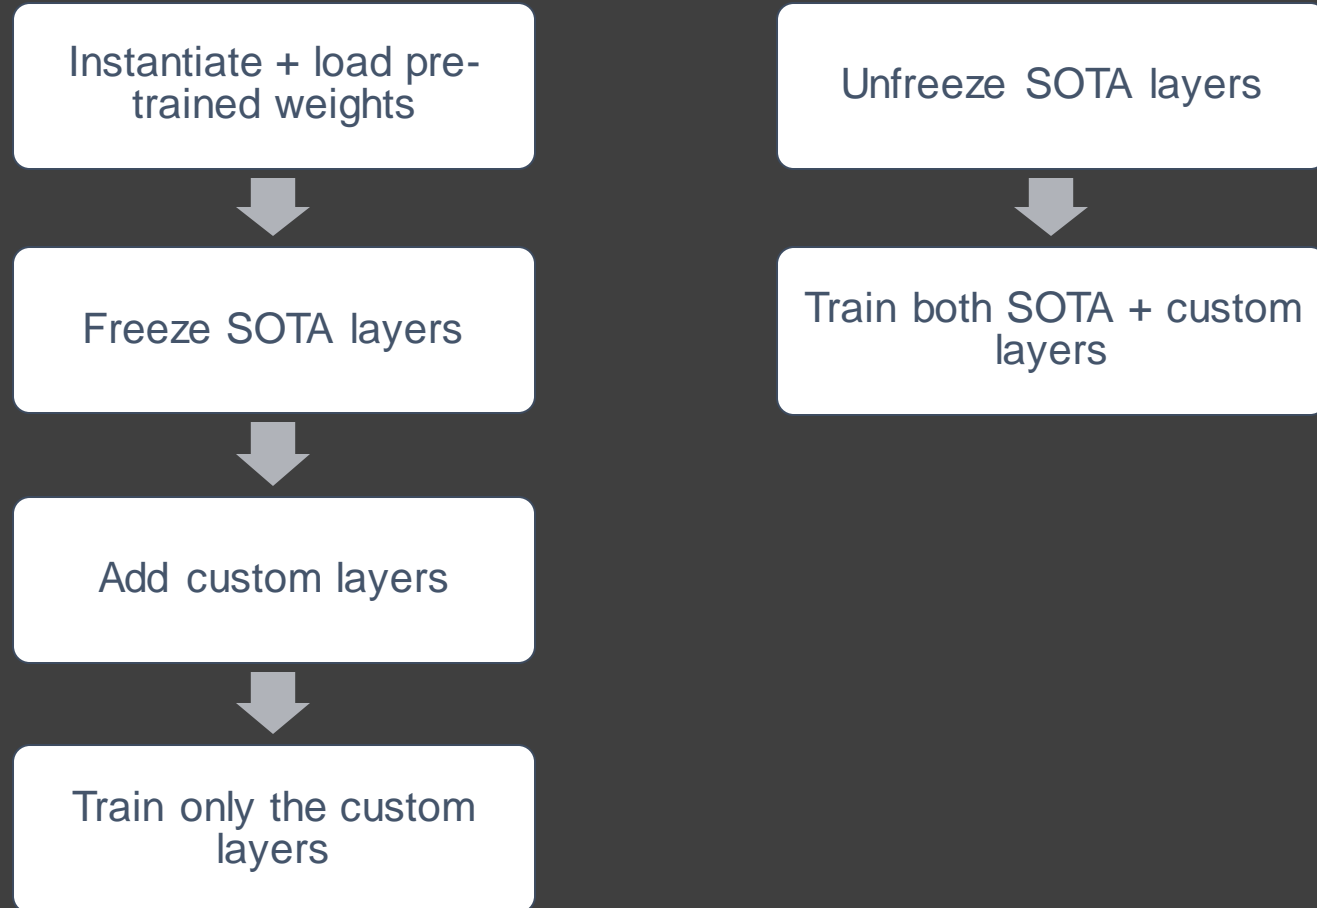 Instantiate + load pre-
trained weights
Freeze SOTA layers
Add custom layers
Train only the custom
layers
Unfreeze SOTA layers
Train both SOTA + custom
layers